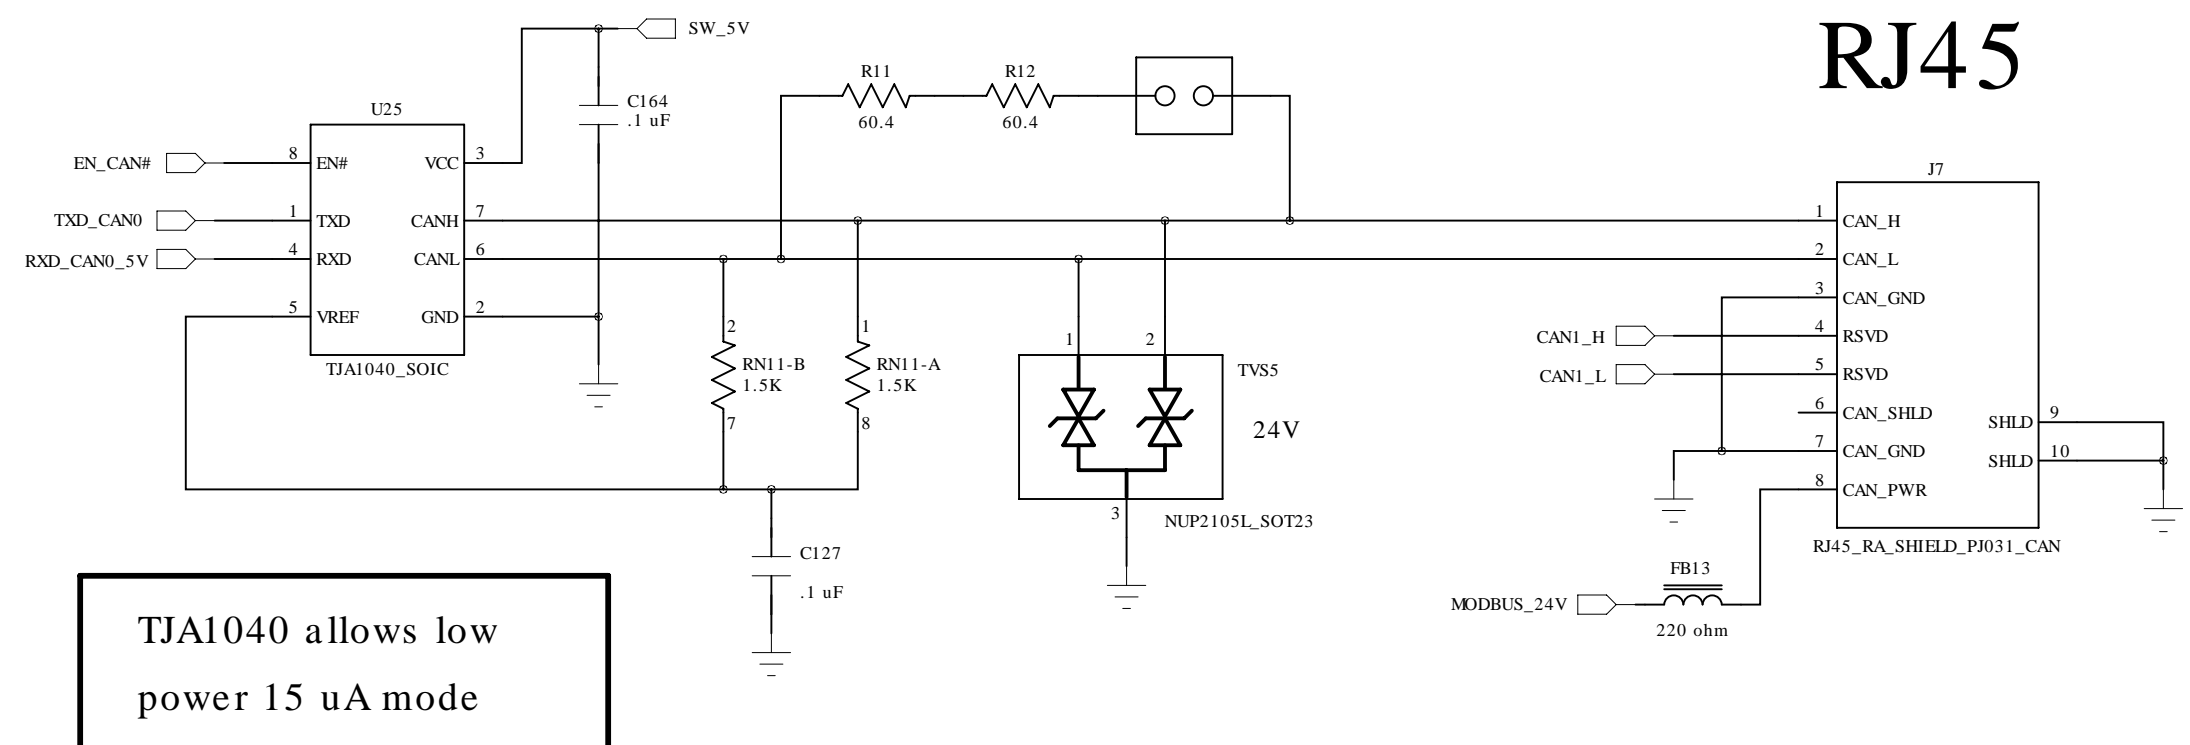 RJ45
SW_5V
R11
60.4
R12
60.4
C164
.1 uF
U25
EN_CAN#
8
EN#
VCC
3
TXD_CAN0
1
TXD
CANH
7
RXD_CAN0_5V
4
RXD
CANL
6
5
VREF
GND
2
TJA1040_SOIC
2
RN11-B
1.5K
7
1
RN11-A
1.5K
8
1
2
TVS5
24V
3
NUP2105L_SOT23
C127
.1 uF
J7
1
CAN_H
2
CAN_L
3
CAN_GND
CAN1_H
4
RSVD
CAN1_L
5
RSVD
6
CAN_SHLD
7
CAN_GND
8
CAN_PWR
SHLD
9
SHLD
10
RJ45_RA_SHIELD_PJ031_CAN
FB13
MODBUS_24V
220 ohm
TJA1040 allows low
power 15 uA mode